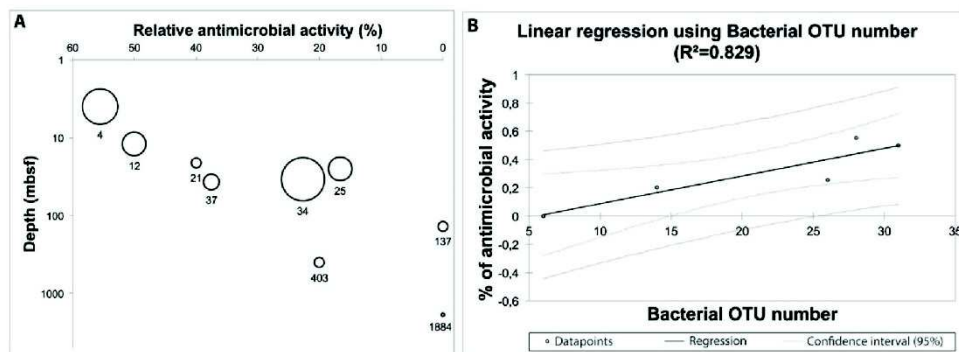 A
Relative antimicrobial activity (%)
60 50 40 30 20 10 0
Depth (mbsf)
1
10
100
1000
4
12
21
37
34
25
137
403
1884
B
Linear regression using Bacterial OTU number
(R²=0.829)
% of antimicrobial activity
1
0,8
0,6
0,4
0,2
0
-0,2
-0,4
-0,6
5 10 15 20 25 30 35
Bacterial OTU number
Datapoints Regression Confidence interval (95%)